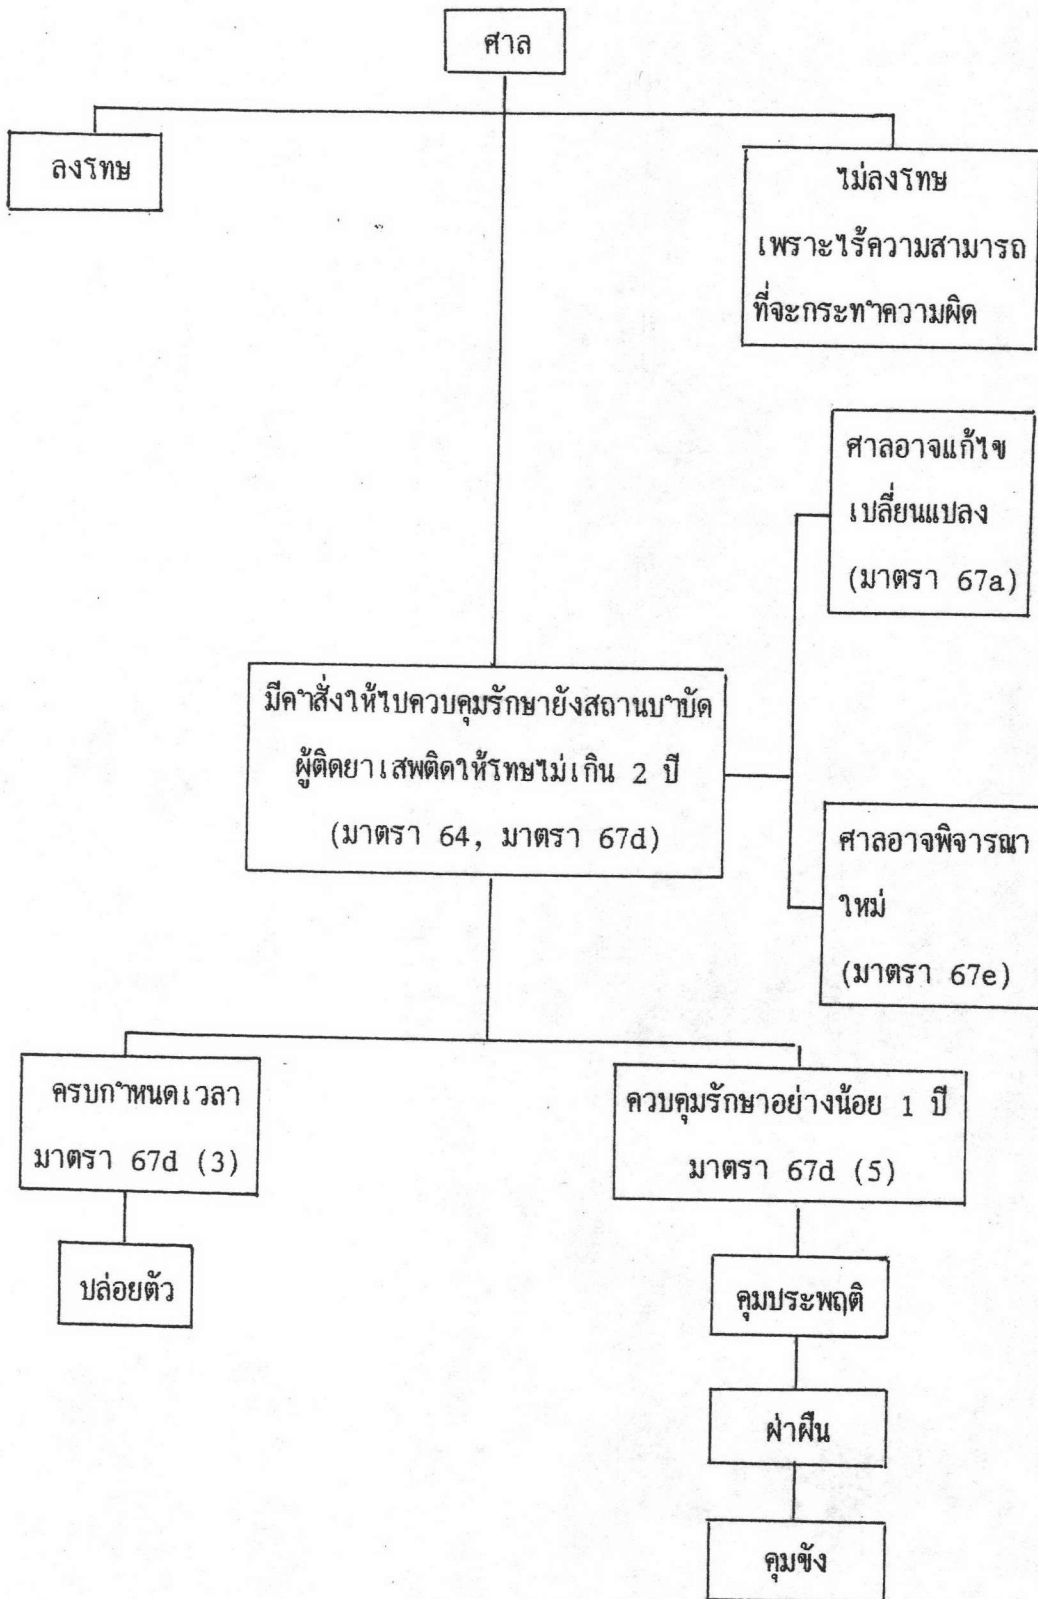 ศาล
ลงโทษ
ไม่ลงโทษ
เพราะไร้ความสามารถ
ที่จะกระทำความผิด
ศาลอาจแก้ไข
เปลี่ยนแปลง
(มาตรา 67a)
มีคำสั่งให้ไปควบคุมรักษายังสถานบำบัด
ผู้ติดยาเสพติดให้โทษไม่เกิน 2 ปี
(มาตรา 64, มาตรา 67d)
ศาลอาจพิจารณา
ใหม่
(มาตรา 67e)
ครบกำหนดเวลา
มาตรา 67d (3)
ปล่อยตัว
ควบคุมรักษาอย่างน้อย 1 ปี
มาตรา 67d (5)
คุมประพฤติ
ฝ่าฝืน
คุมขัง